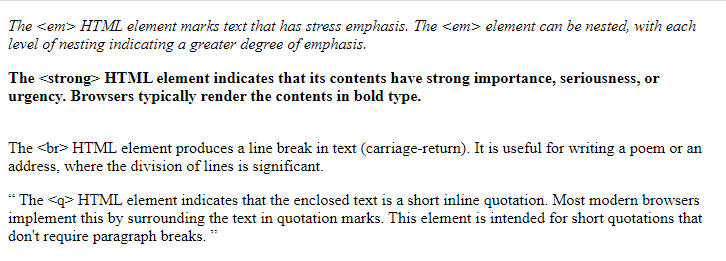 The <em> HTML element marks text that has stress emphasis. The <em> element can be nested, with each
level of nesting indicating a greater degree of emphasis.
The <strong> HTML element indicates that its contents have strong importance, seriousness, or
urgency. Browsers typically render the contents in bold type.
The <br> HTML element produces a line break in text (carriage-return). It is useful for writing a poem or an
address, where the division of lines is significant.
“ The <q> HTML element indicates that the enclosed text is a short inline quotation. Most modern browsers
implement this by surrounding the text in quotation marks. This element is intended for short quotations that
don't require paragraph breaks. ”